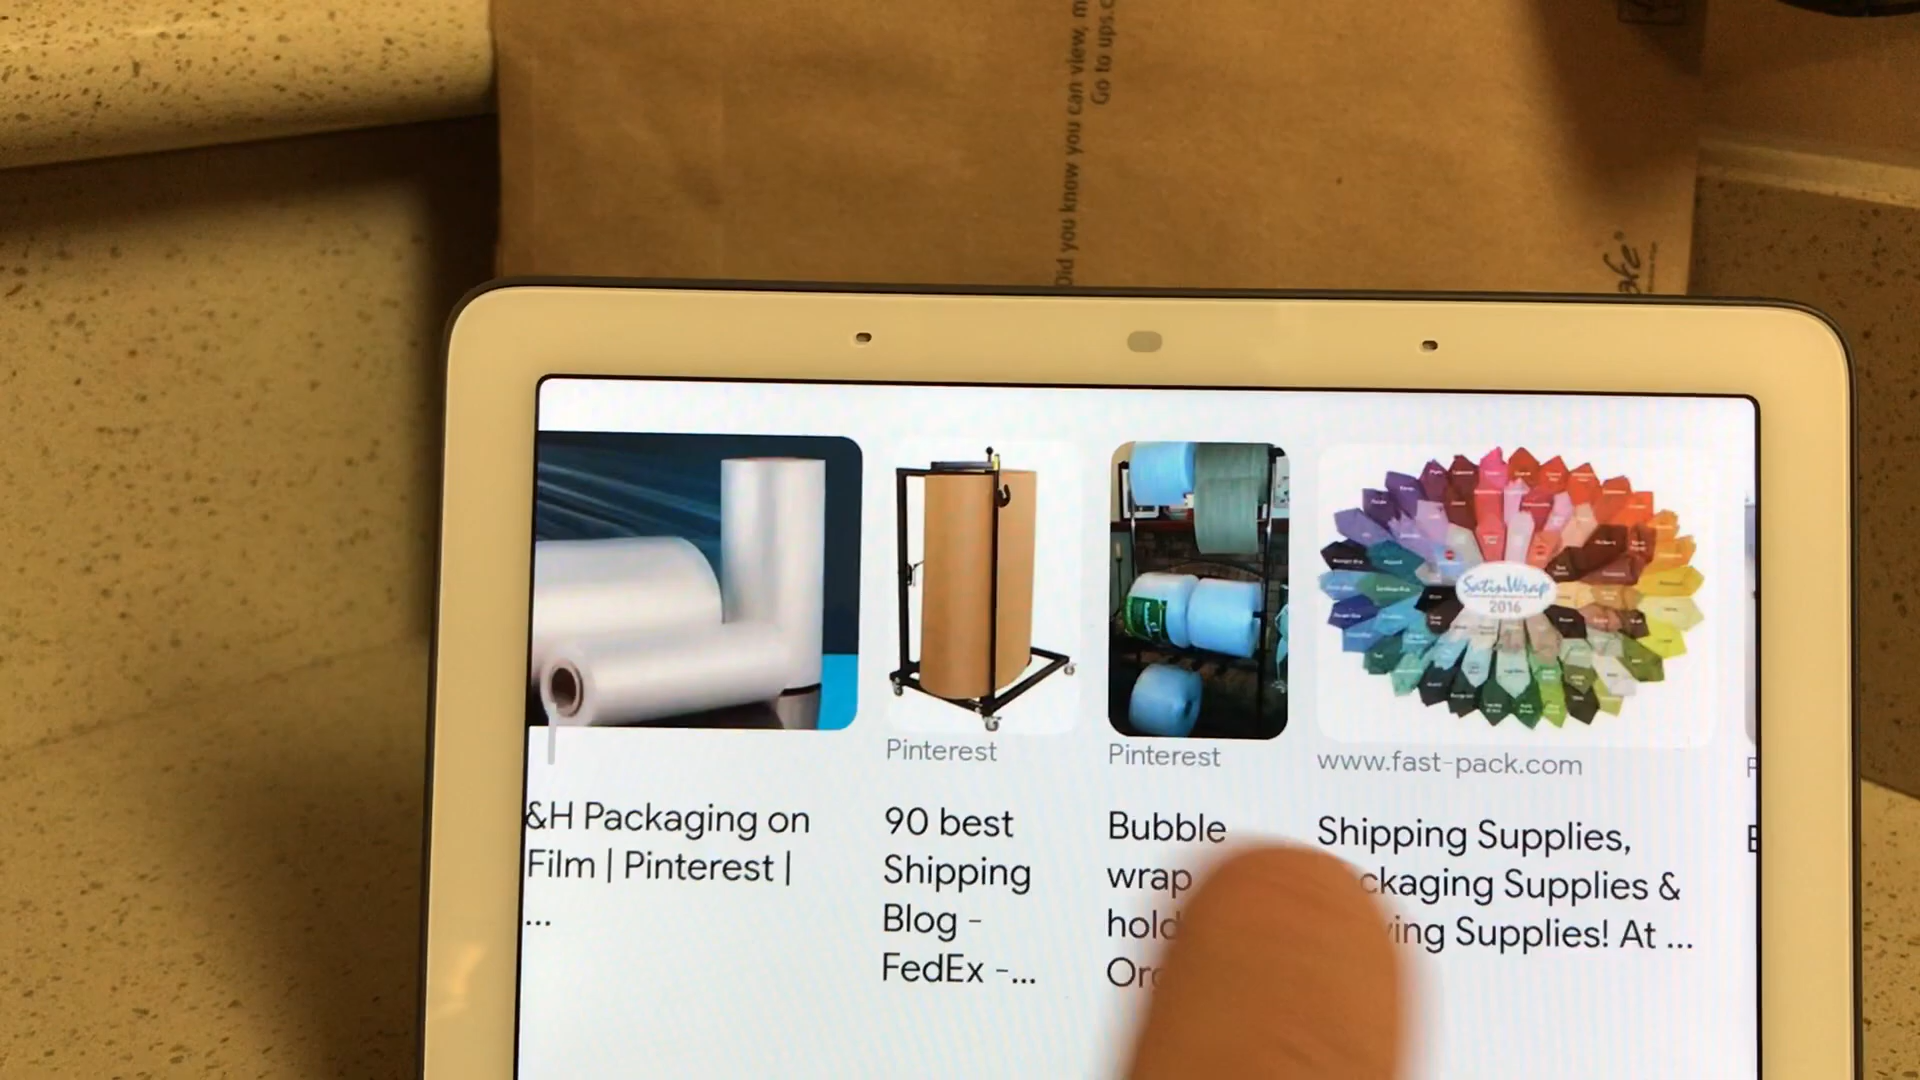 Did you know you can view, m
Go to ups.c
SatinWrap
2016
Pinterest
Pinterest
www.fast-pack.com
&H Packaging on
Film | Pinterest |
...
90 best
Shipping
Blog -
FedEx -...
Bubble
wrap
hold
Shipping Supplies,
ckaging Supplies &
ing Supplies! At ...